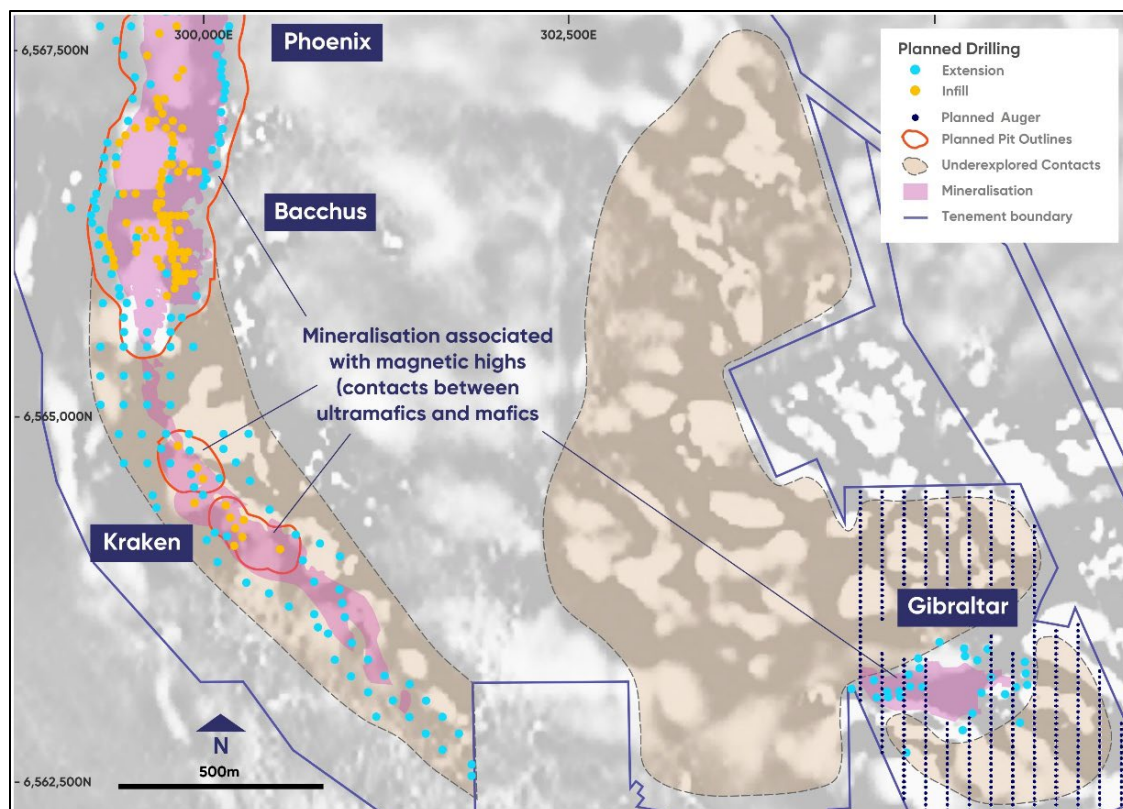 300,000E
302,500E
6,567,500N
Phoenix
Planned Drilling
Extension
Infill
Planned Auger
Planned Pit Outlines
Underexplored Contacts
Mineralisation
Tenement boundary
Bacchus
Mineralisation associated
with magnetic highs
(contacts between
ultramafics and mafics
6,565,000N
Kraken
Gibraltar
N
500m
6,562,500N